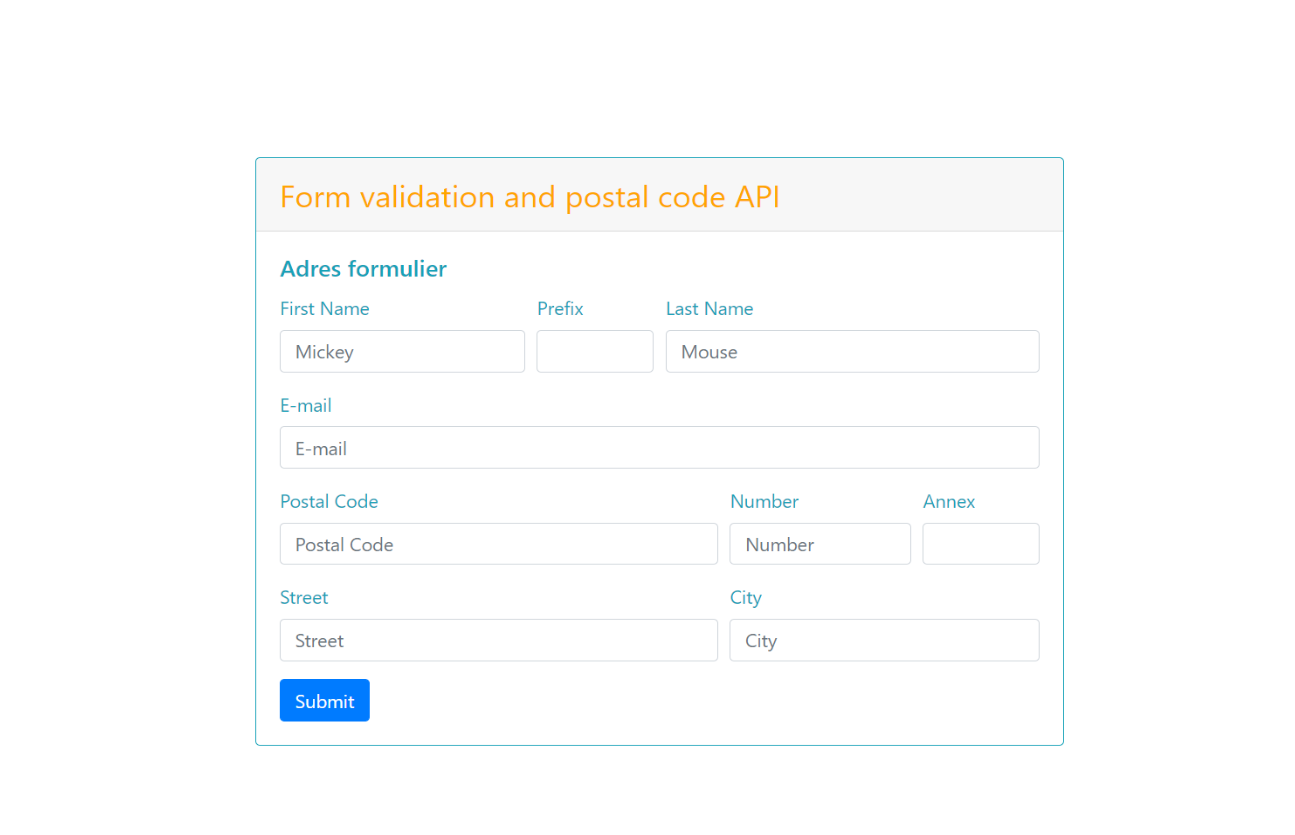 Form validation and postal code API
Adres formulier
First Name Prefix Last Name
Mickey Mouse
E-mail
E-mail
Postal Code Number Annex
Postal Code Number
Street City
Street City
Submit